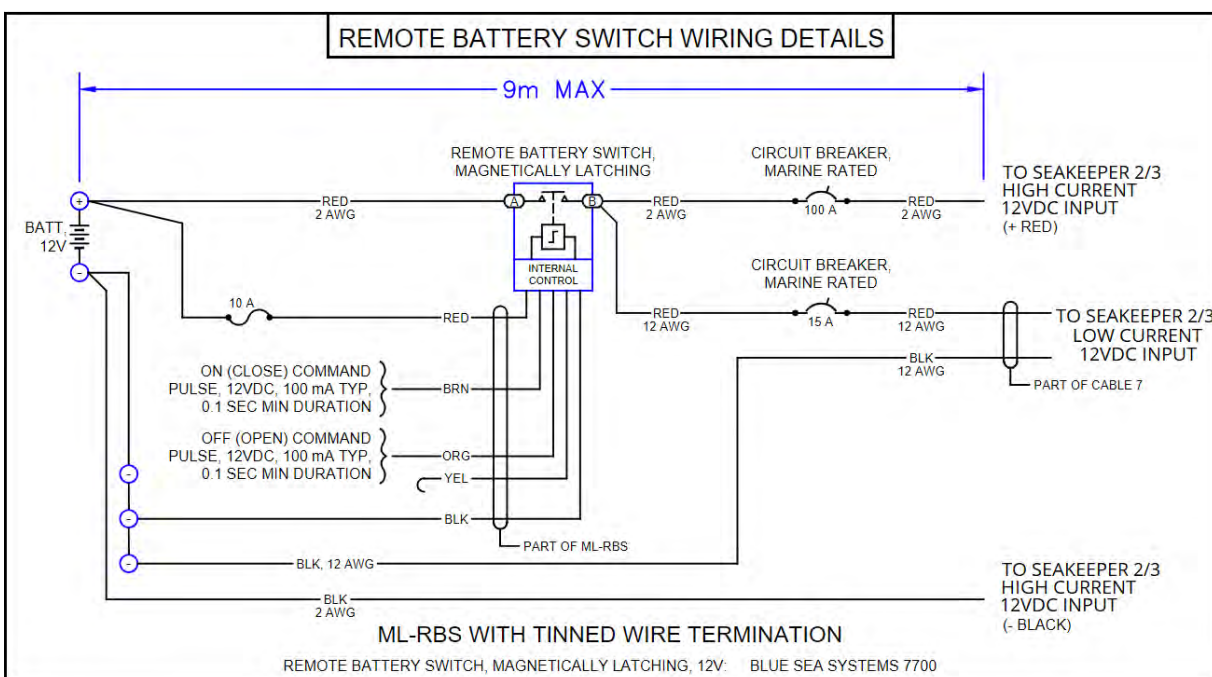 REMOTE BATTERY SWITCH WIRING DETAILS
9m MAX
REMOTE BATTERY SWITCH,
MAGNETICALLY LATCHING
CIRCUIT BREAKER,
MARINE RATED
TO SEAKEEPER 2/3
HIGH CURRENT
12VDC INPUT
(+ RED)
+
RED
2 AWG
A
B
RED
2 AWG
100 A
RED
2 AWG
BATT,
12V
-
INTERNAL
CONTROL
CIRCUIT BREAKER,
MARINE RATED
10 A
RED
RED
12 AWG
15 A
RED
12 AWG
TO SEAKEEPER 2/3
LOW CURRENT
12VDC INPUT
BLK
12 AWG
ON (CLOSE) COMMAND
PULSE, 12VDC, 100 mA TYP,
0.1 SEC MIN DURATION
BRN
PART OF CABLE 7
OFF (OPEN) COMMAND
PULSE, 12VDC, 100 mA TYP,
0.1 SEC MIN DURATION
ORG
YEL
-
-
BLK
PART OF ML-RBS
-
BLK, 12 AWG
BLK
2 AWG
TO SEAKEEPER 2/3
HIGH CURRENT
12VDC INPUT
(- BLACK)
ML-RBS WITH TINNED WIRE TERMINATION
REMOTE BATTERY SWITCH, MAGNETICALLY LATCHING, 12V: BLUE SEA SYSTEMS 7700